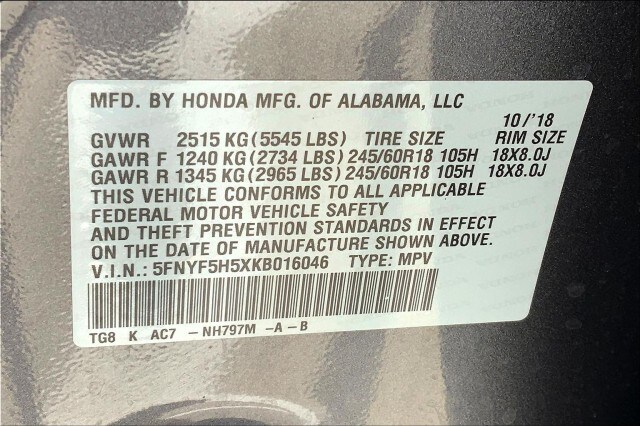 MFD. BY HONDA MFG. OF ALABAMA, LLC
10/'18
GVWR 2515 KG (5545 LBS) TIRE SIZE RIM SIZE
GAWR F 1240 KG (2734 LBS) 245/60R18 105H 18X8.0J
GAWR R 1345 KG (2965 LBS) 245/60R18 105H 18X8.0J
THIS VEHICLE CONFORMS TO ALL APPLICABLE
FEDERAL MOTOR VEHICLE SAFETY
AND THEFT PREVENTION STANDARDS IN EFFECT
ON THE DATE OF MANUFACTURE SHOWN ABOVE.
V.I.N.: 5FNYF5H5XKB016046 TYPE: MPV
TG8 K AC7 - NH797M -A-B